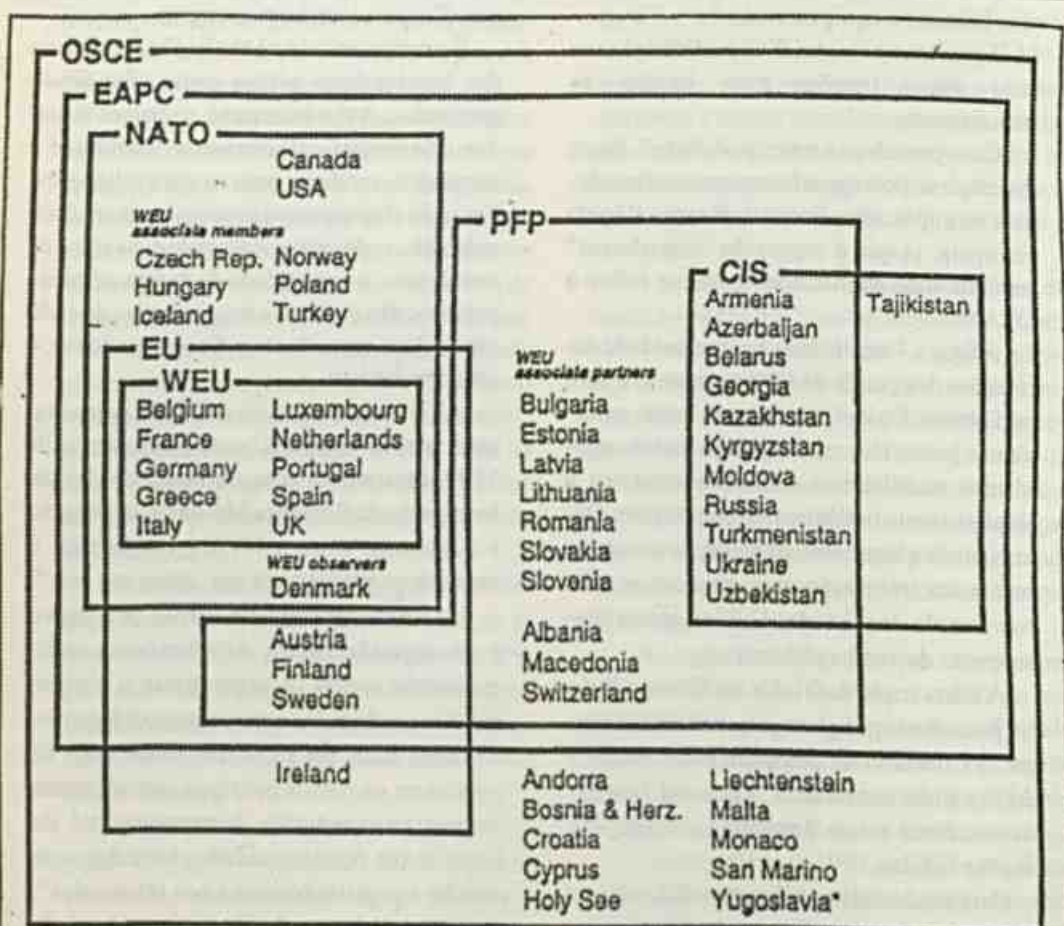 OSCE
EAPC
NATO
Canada
USA
WEU
associate members
Czech Rep. Norway
Hungary Poland
Iceland Turkey
PFP
CIS
Armenia
Azerbaijan
Belarus
Georgia
Kazakhstan
Kyrgyzstan
Moldova
Russia
Turkmenistan
Ukraine
Uzbekistan
Tajikistan
EU
WEU
Belgium Luxembourg
France Netherlands
Germany Portugal
Greece Spain
Italy UK
WEU observers
Denmark
WEU
associate partners
Bulgaria
Estonia
Latvia
Lithuania
Romania
Slovakia
Slovenia
Austria
Finland
Sweden
Albania
Macedonia
Switzerland
Ireland
Andorra Liechtenstein
Bosnia & Herz. Malta
Croatia Monaco
Cyprus San Marino
Holy See Yugoslavia*